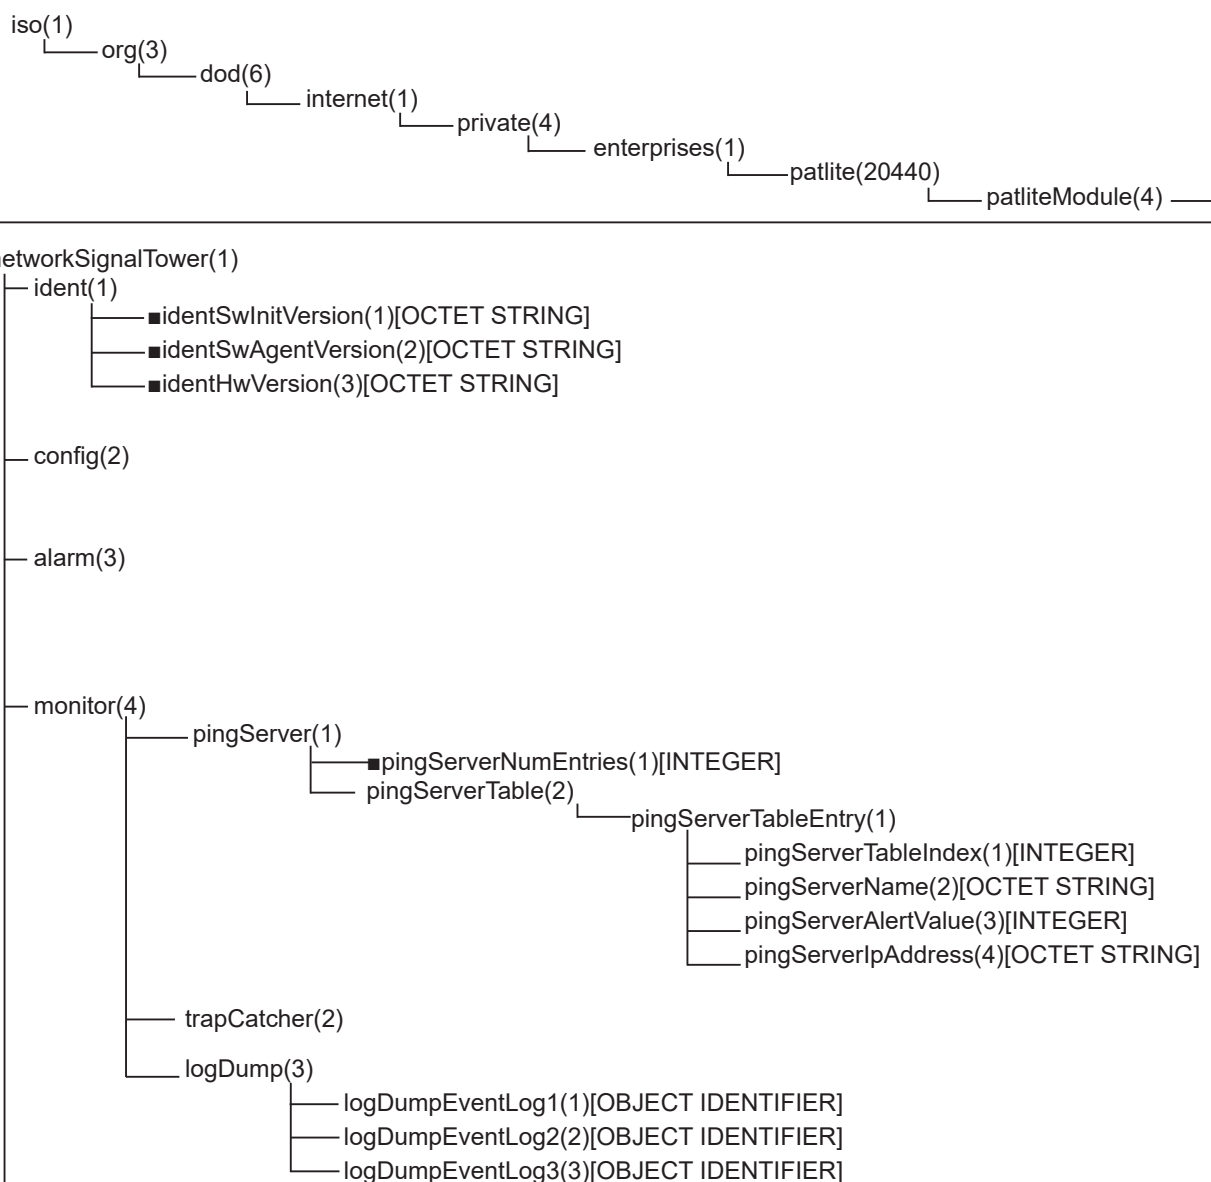 iso(1)
org(3)
dod(6)
internet(1)
private(4)
enterprises(1)
patlite(20440)
patliteModule(4)
etworkSignalTower(1)
ident(1)
■identSwInitVersion(1)[OCTET STRING]
■identSwAgentVersion(2)[OCTET STRING]
■identHwVersion(3)[OCTET STRING]
config(2)
alarm(3)
monitor(4)
pingServer(1)
■pingServerNumEntries(1)[INTEGER]
pingServerTable(2)
pingServerTableEntry(1)
pingServerTableIndex(1)[INTEGER]
pingServerName(2)[OCTET STRING]
pingServerAlertValue(3)[INTEGER]
pingServerIpAddress(4)[OCTET STRING]
trapCatcher(2)
logDump(3)
logDumpEventLog1(1)[OBJECT IDENTIFIER]
logDumpEventLog2(2)[OBJECT IDENTIFIER]
logDumpEventLog3(3)[OBJECT IDENTIFIER]